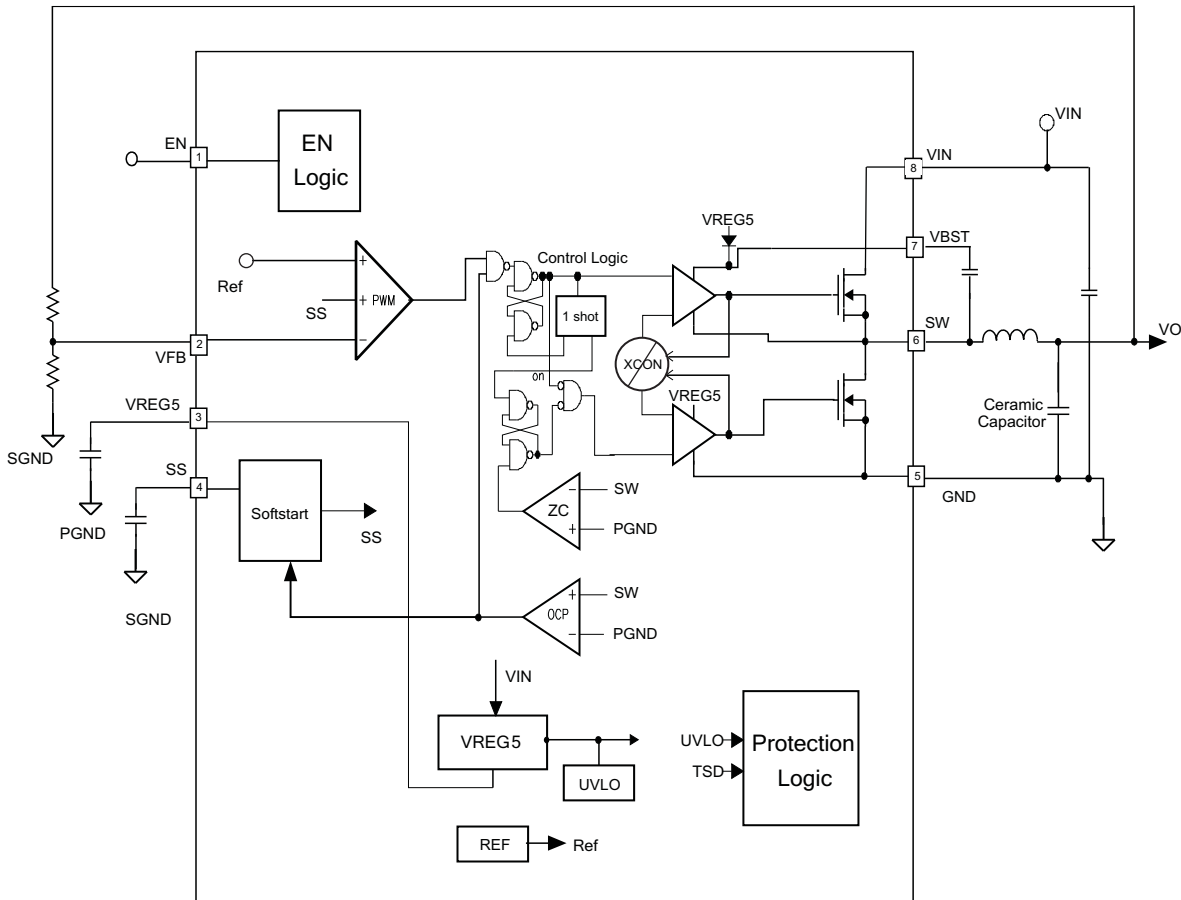 VIN
EN
1
EN
Logic
8
VIN
VREG5
7
VBST
Control Logic
+
Ref
+
PWM
SS
−
1 shot
2
VFB
6
SW
VO
XCON
on
VREG5
VREG5
3
Ceramic
Capacitor
SGND
SS
4
−
SW
5
GND
Softstart
ZC
SS
+
PGND
PGND
SGND
+
SW
OCP
−
PGND
VIN
VREG5
UVLO
UVLO
TSD
Protection
Logic
REF
Ref